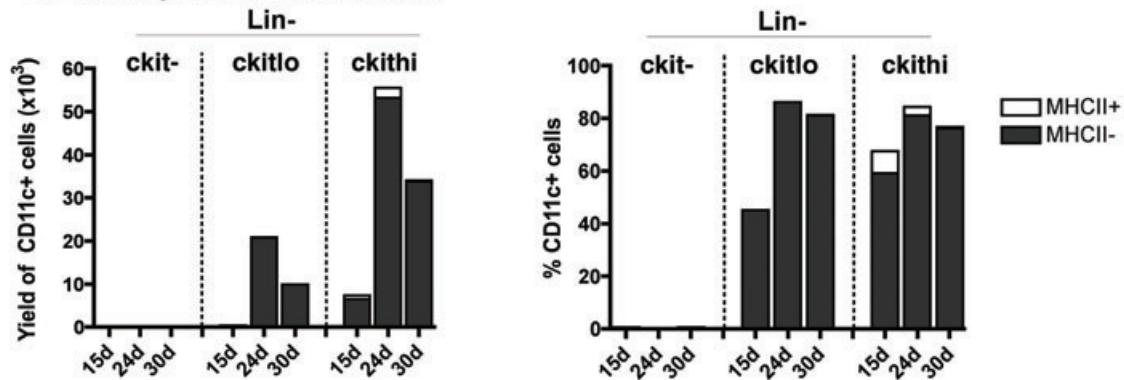 Lin-
ckit- ckitlo ckithi
Yield of CD11c+ cells (x10³)
60
50
40
30
20
10
0
15d 24d 30d 15d 24d 30d 15d 24d 30d
Lin-
ckit- ckitlo ckithi
% CD11c+ cells
100
80
60
40
20
0
15d 24d 30d 15d 24d 30d 15d 24d 30d
MHCII+
MHCII-